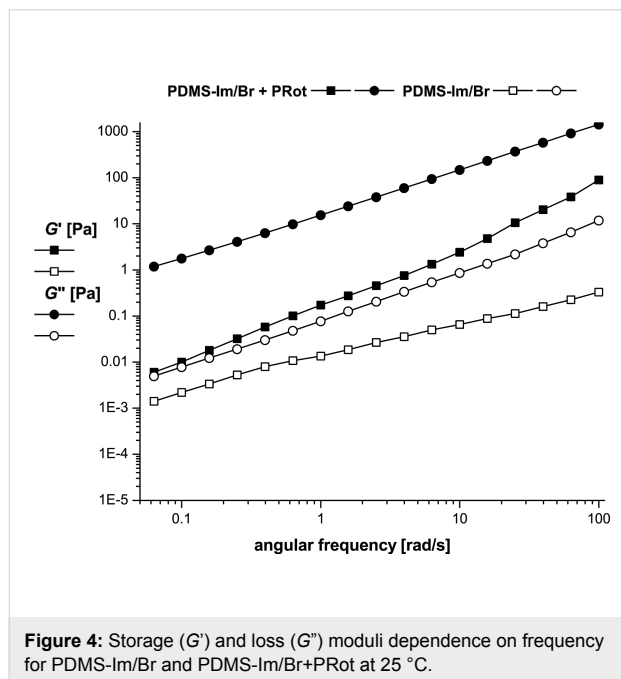 PDMS-Im/Br + PRot PDMS-Im/Br
1000
100
G' [Pa]
10
1
G" [Pa]
0.1
0.01
1E-3
1E-4
1E-5
0.1 1 10 100
angular frequency [rad/s]
Figure 4: Storage (G') and loss (G”) moduli dependence on frequency
for PDMS-Im/Br and PDMS-Im/Br+PRot at 25 °C.